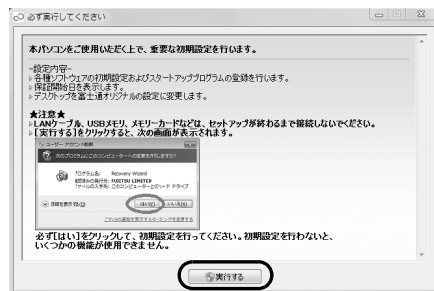 必ず実行してください
本パソコンをご使用いただく上で、重要な初期設定を行います。
-設定内容-
▹各種ソフトウェアの初期設定およびスタートアッププログラムの登録を行います。
▹保証開始日を表示します。
▹デスクトップを富士通オリジナルの設定に変更します。
★注意★
▹LANケーブル、USBメモリ、メモリーカードなどは、セットアップが終わるまで接続しないでください。
▹[実行する]をクリックすると、次の画面が表示されます。
ユーザー アカウント制御
次のプログラムにこのコンピューターへの変更を許可しますか?
プログラム名: Recovery Wizard
確認済みの発行元: FUJITSU LIMITED
ファイルの入手先: このコンピューター上のハード ドライブ
詳細を表示する(D)
はい(Y)
いいえ(N)
これらの通知を表示するタイミングを変更する
必ず[はい]をクリックして、初期設定を行ってください。初期設定を行わないと、
いくつかの機能が使用できません。
実行する